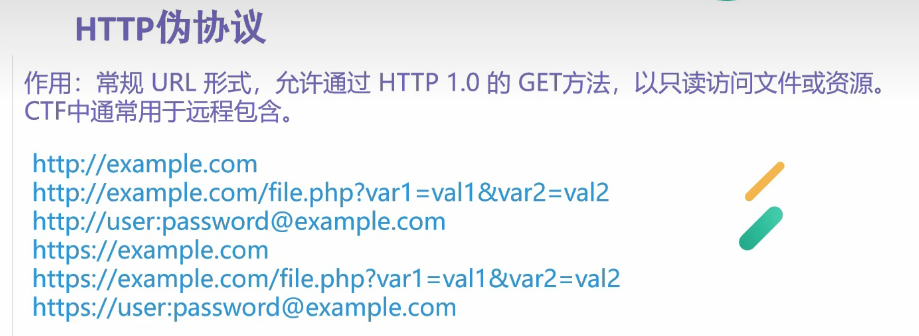 HTTP伪协议
作用：常规 URL 形式，允许通过 HTTP 1.0 的 GET方法，以只读访问文件或资源。
CTF中通常用于远程包含。
http://example.com
http://example.com/file.php?var1=val1&var2=val2
http://user:password@example.com
https://example.com
https://example.com/file.php?var1=val1&var2=val2
https://user:password@example.com